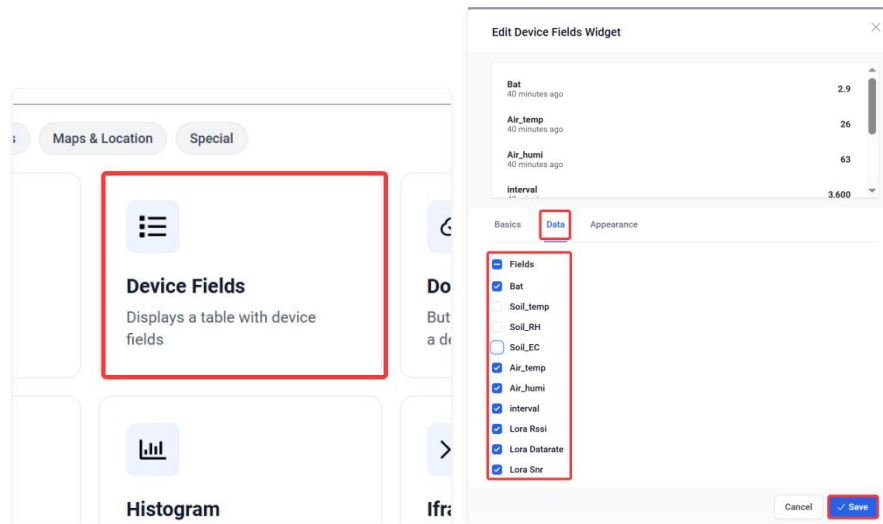 s
Maps & Location
Special
Device Fields
Displays a table with device
fields
Do
But
a de
Histogram
Ifra
Edit Device Fields Widget
Bat
40 minutes ago
2.9
Air_temp
40 minutes ago
26
Air_humi
40 minutes ago
63
interval
3.600
Basics
Data
Appearance
Fields
Bat
Soil_temp
Soil_RH
Soil_EC
Air_temp
Air_humi
interval
Lora Rssi
Lora Datarate
Lora Snr
Cancel
Save